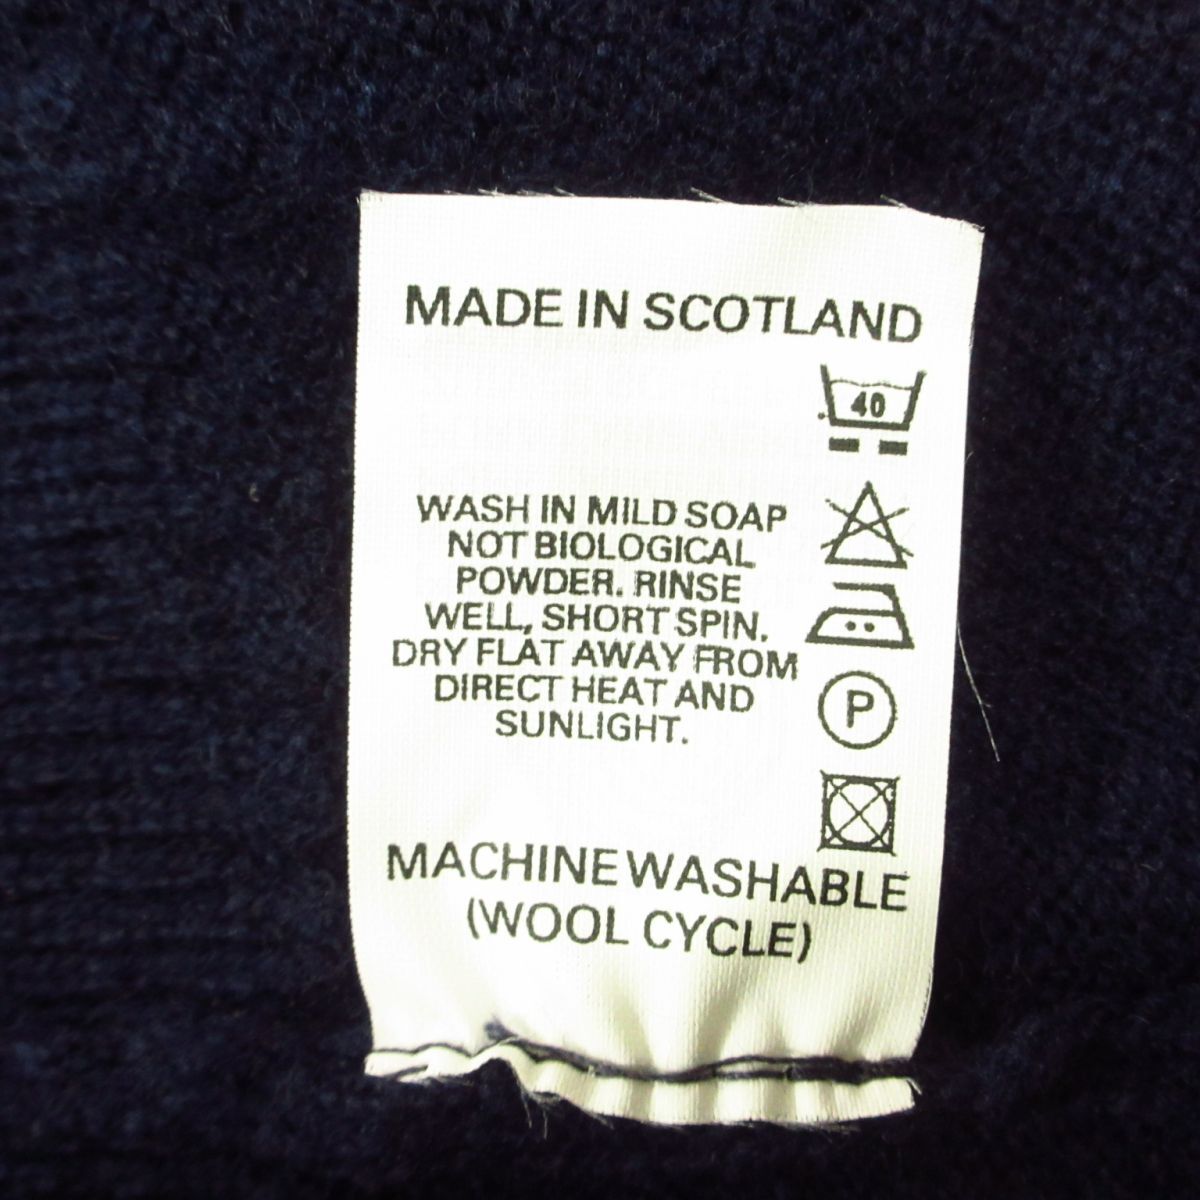 MADE IN SCOTLAND
40
WASH IN MILD SOAP
NOT BIOLOGICAL
POWDER. RINSE
WELL, SHORT SPIN.
DRY FLAT AWAY FROM
DIRECT HEAT AND
SUNLIGHT.
P
MACHINE WASHABLE
(WOOL CYCLE)